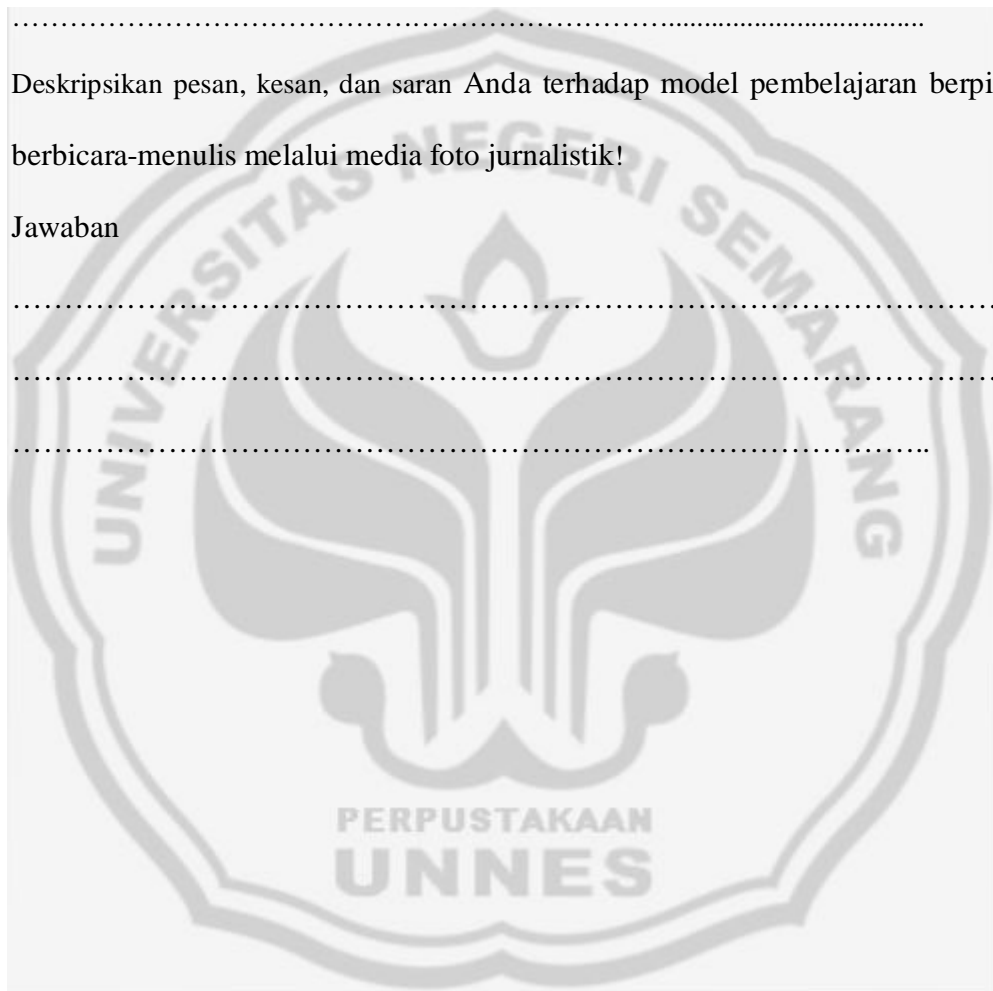 ……………………………………………………….....................................
Deskripsikan pesan, kesan, dan saran Anda terhadap model pembelajaran berpi
berbicara-menulis melalui media foto jurnalistik!
Jawaban
………………………………………………………………………………………
………………………………………………………………………………………
………………………………………………………………………………..
UNIVERSITAS NEGERI SEMARANG
PERPUSTAKAAN
UNNES